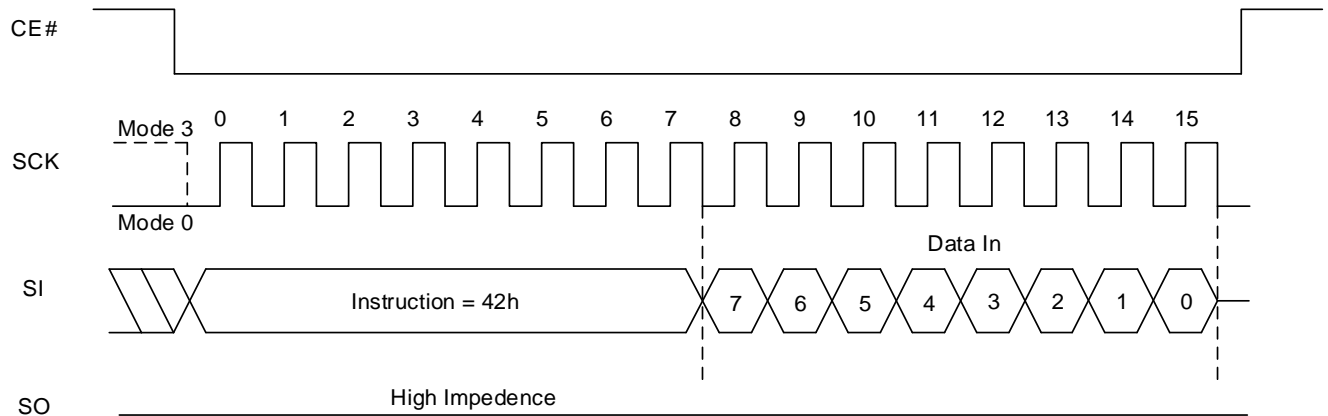 CE#
0 1 2 3 4 5 6 7 8 9 10 11 12 13 14 15
Mode 3
SCK
Mode 0
Data In
SI
Instruction = 42h
7 6 5 4 3 2 1 0
High Impedence
SO